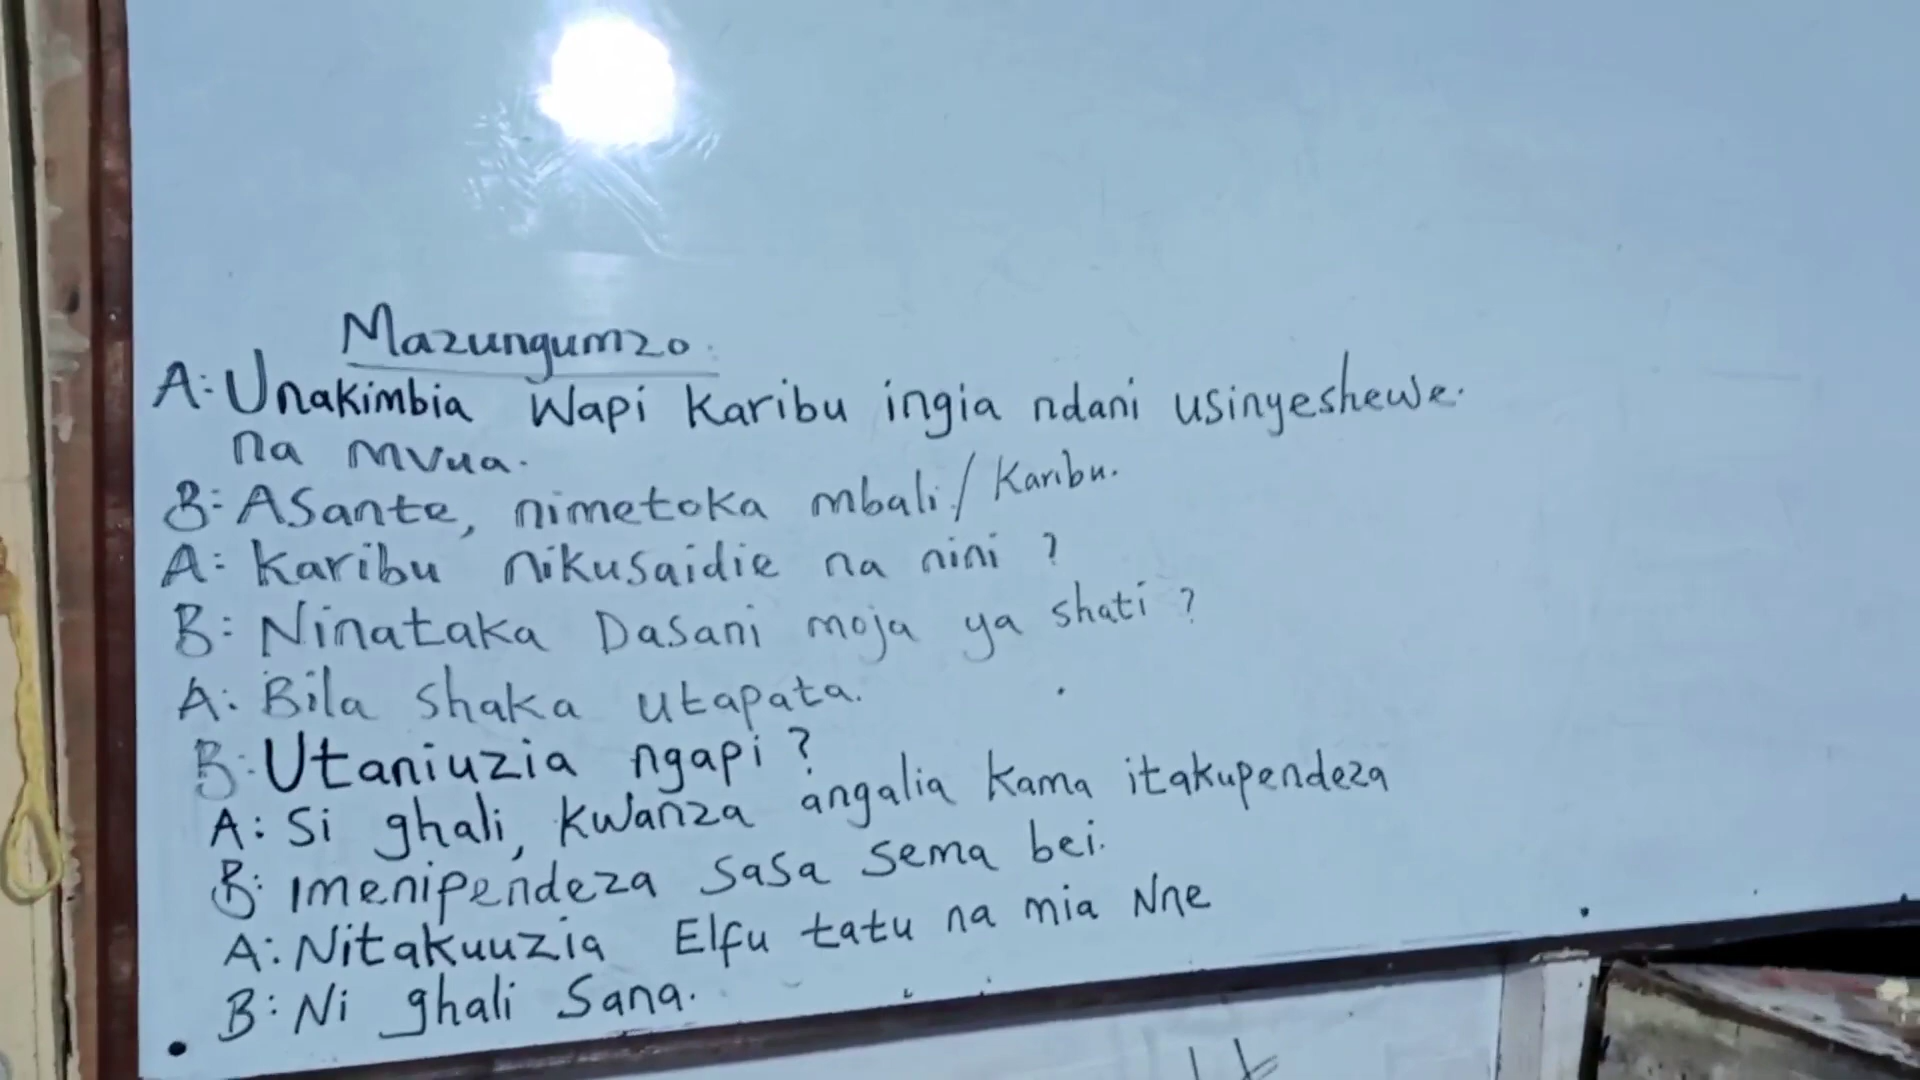 Mazungumzo.
A: Unakimbia wapi karibu ingia ndani usinyeshewe.
na mvua.
B: Asante, nimetoka mbali / Karibu.
A: Karibu nikusaidie na nini ?
B: Ninataka Dasani moja ya shati ?
A: Bila shaka utapata.
B: Utaniuzia ngapi ?
A: Si ghali, kwanza angalia kama itakupendeza
B: imenipendeza sasa sema bei.
A: Nitakuuzia Elfu tatu na mia Nne
B: Ni ghali Sana.